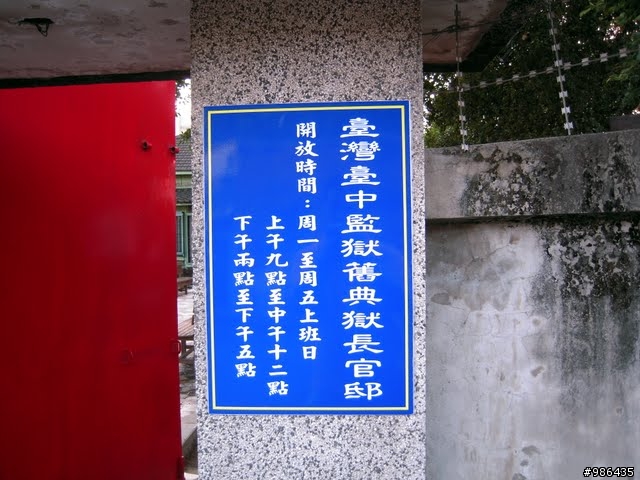 臺灣臺中監獄舊典獄長官邸
開放時間：周一至周五上班日
上午九點至中午十二點
下午兩點至下午五點
#986435